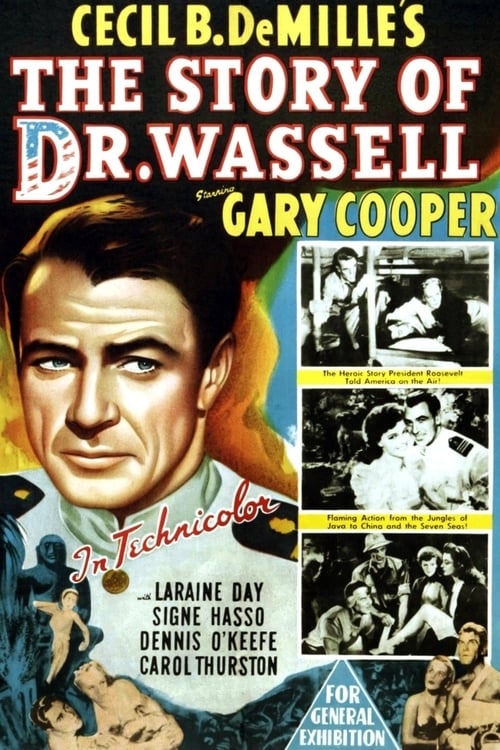 CECIL B. DeMILLE'S
THE STORY OF
DR. WASSELL
Starring
GARY COOPER
The Heroic Story President Roosevelt
Told America on the Air!
Flaming Action from the Jungles of
Java to China and the Seven Seas!
In Technicolor
with LARAINE DAY
SIGNE HASSO
DENNIS O'KEEFE
CAROL THURSTON
FOR
GENERAL
EXHIBITION